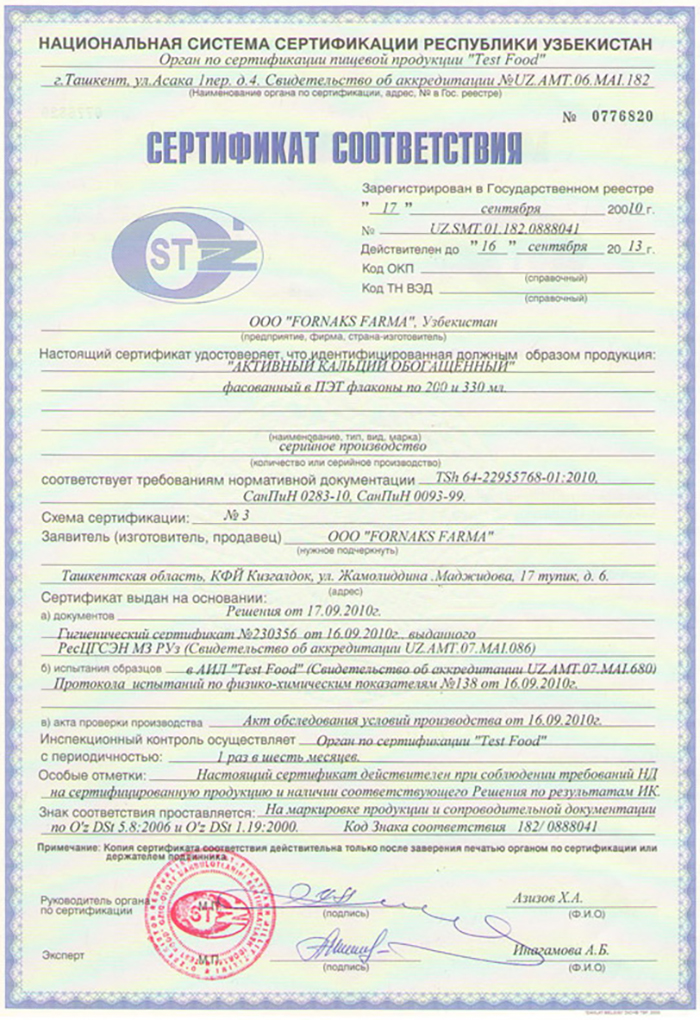 НАЦИОНАЛЬНАЯ СИСТЕМА СЕРТИФИКАЦИИ РЕСПУБЛИКИ УЗБЕКИСТАН
Орган по сертификации пищевой продукции "Test Food"
г.Ташкент, ул.Асака 1пер. д.4. Свидетельство об аккредитации №UZ.AMT.06.MAI.182
(Наименование органа по сертификации, адрес, № в Гос. реестре)
№ 0776820
СЕРТИФИКАТ СООТВЕТСТВИЯ
Зарегистрирован в Государственном реестре
" 17 " сентября 20010 г.
№ UZ.SMT.01.182.0888041
Действителен до "16 " сентября 2013 г.
Код ОКП
(справочный)
Код ТН ВЭД
(справочный)
ST
ООО "FORNAKS FARMA", Узбекистан
(предприятие, фирма, страна-изготовитель)
Настоящий сертификат удостоверяет, что идентифицированная должным образом продукция:
"АКТИВНЫЙ КАЛЬЦИЙ ОБОГАЩЕННЫЙ"
фасованный в ПЭТ флаконы по 200 и 330 мл.
(наименование, тип, вид, марка)
серийное производство
(количество или серийное производство)
соответствует требованиям нормативной документации TSh 64-22955768-01:2010,
СанПиН 0283-10, СанПиН 0093-99.
Схема сертификации: № 3
Заявитель (изготовитель, продавец) ООО "FORNAKS FARMA"
(нужное подчеркнуть)
Ташкентская область, КФЙ Кизгалдок, ул. Жамолиддина .Маджидова, 17 тупик, д. 6.
(адрес)
Сертификат выдан на основании:
а) документов Решения от 17.09.2010г.
Гигиенический сертификат №230356 от 16.09.2010г., выданного
РесЦГСЭН МЗ РУз (Свидетельство об аккредитации UZ.AMT.07.MAI.086)
б) испытания образцов в АИЛ "Test Food" (Свидетельство об аккредитации UZ.AMT.07.MAI.680)
Протокола испытаний по физико-химическим показателям №138 от 16.09.2010г.
в) акта проверки производства Акт обследования условий производства от 16.09.2010г.
Инспекционный контроль осуществляет Орган по сертификации "Test Food"
с периодичностью: 1 раз в шесть месяцев.
Особые отметки: Настоящий сертификат действителен при соблюдении требований НД
на сертифицированную продукцию и наличии соответствующего Решения по результатам ИК.
Знак соответствия проставляется: На маркировке продукции и сопроводительной документации
по O'z DSt 5.8:2006 и O'z DSt 1.19:2000. Код Знака соответствия 182/ 0888041
Примечание: Копия сертификата соответствия действительна только после заверения печатью органом по сертификации или
держателем подлинника.
Руководитель органа
по сертификации
М.П.
(подпись)
Азизов Х.А.
(Ф.И.О)
Эксперт
М.П.
(подпись)
Икрамова А.Б.
(Ф.И.О)
ST